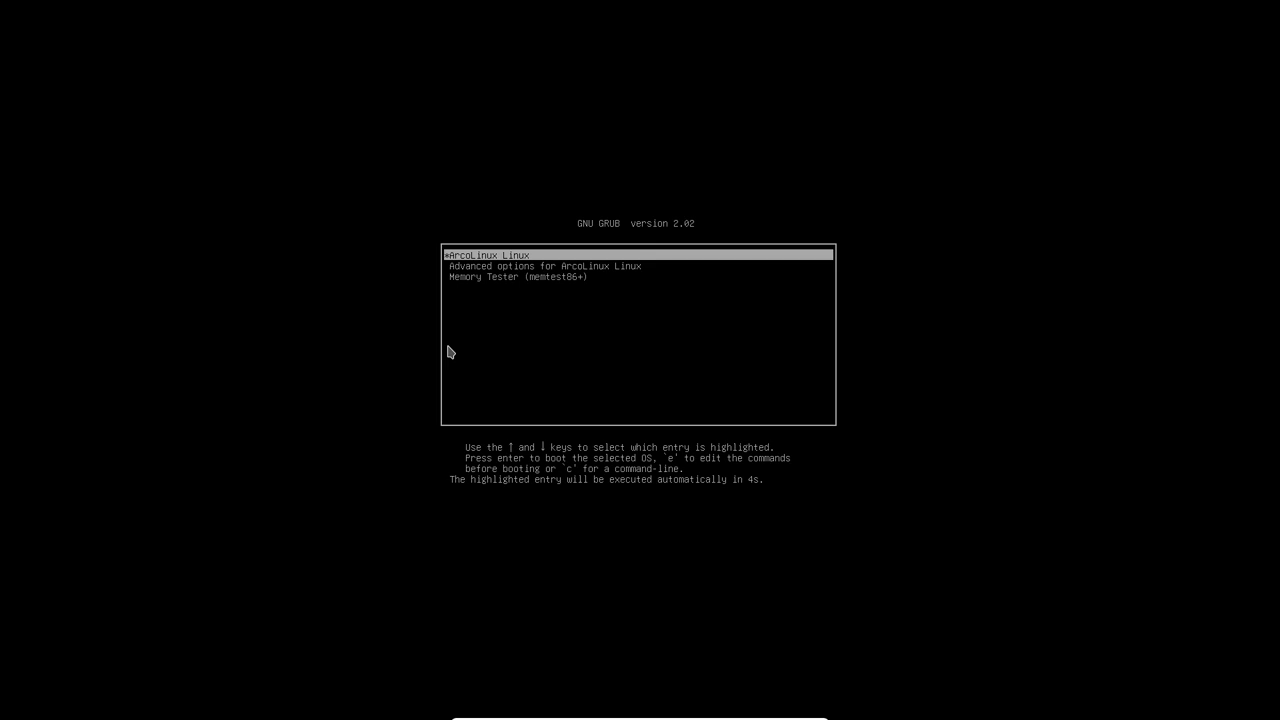 GNU GRUB  version 2.02
*ArcoLinux Linux
Advanced options for ArcoLinux Linux
Memory Tester (memtest86+)
Use the ↑ and ↓ keys to select which entry is highlighted.
Press enter to boot the selected OS, `e' to edit the commands
before booting or `c' for a command-line.
The highlighted entry will be executed automatically in 4s.